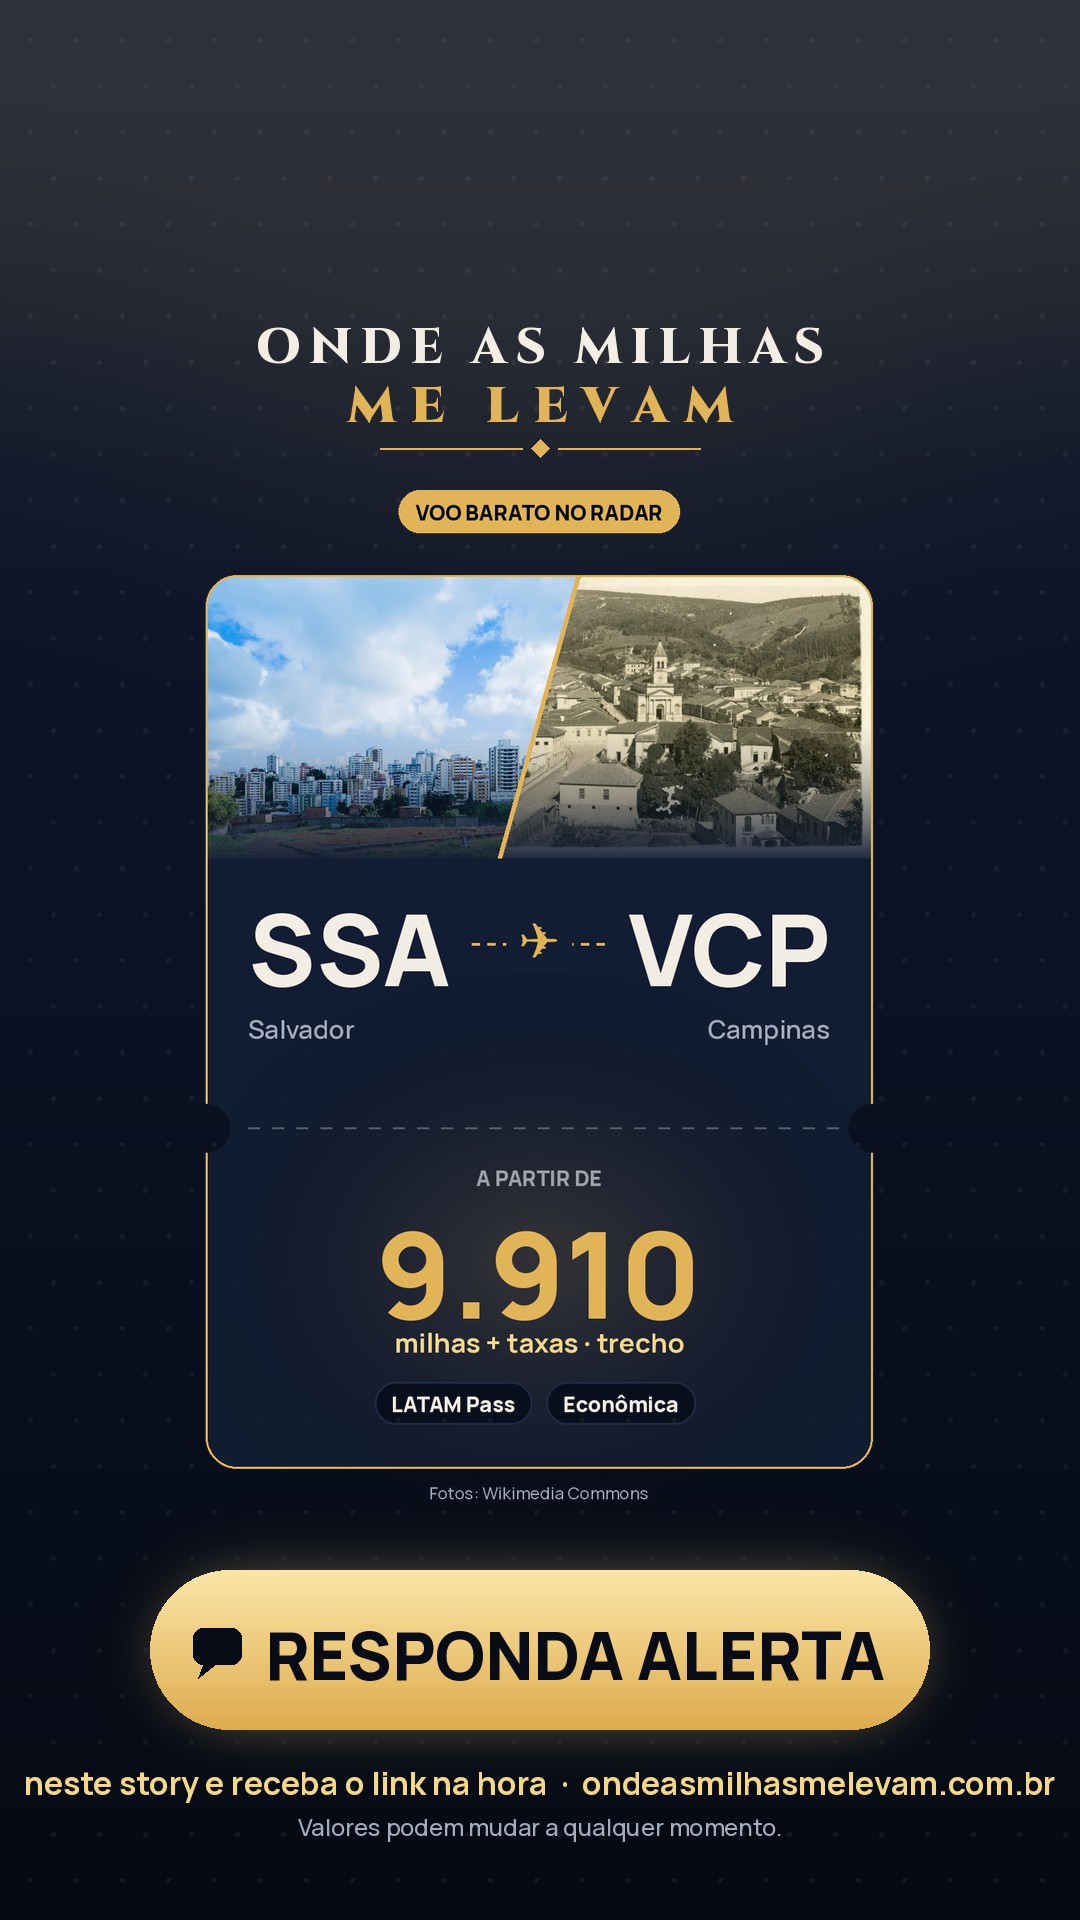 ONDE AS MILHAS
ME LEVAM
VOO BARATO NO RADAR
SSA ✈ VCP
Salvador Campinas
A PARTIR DE
9.910
milhas + taxas · trecho
LATAM Pass Econômica
Fotos: Wikimedia Commons
RESPONDA ALERTA
neste story e receba o link na hora · ondeasmilhasmelevam.com.br
Valores podem mudar a qualquer momento.